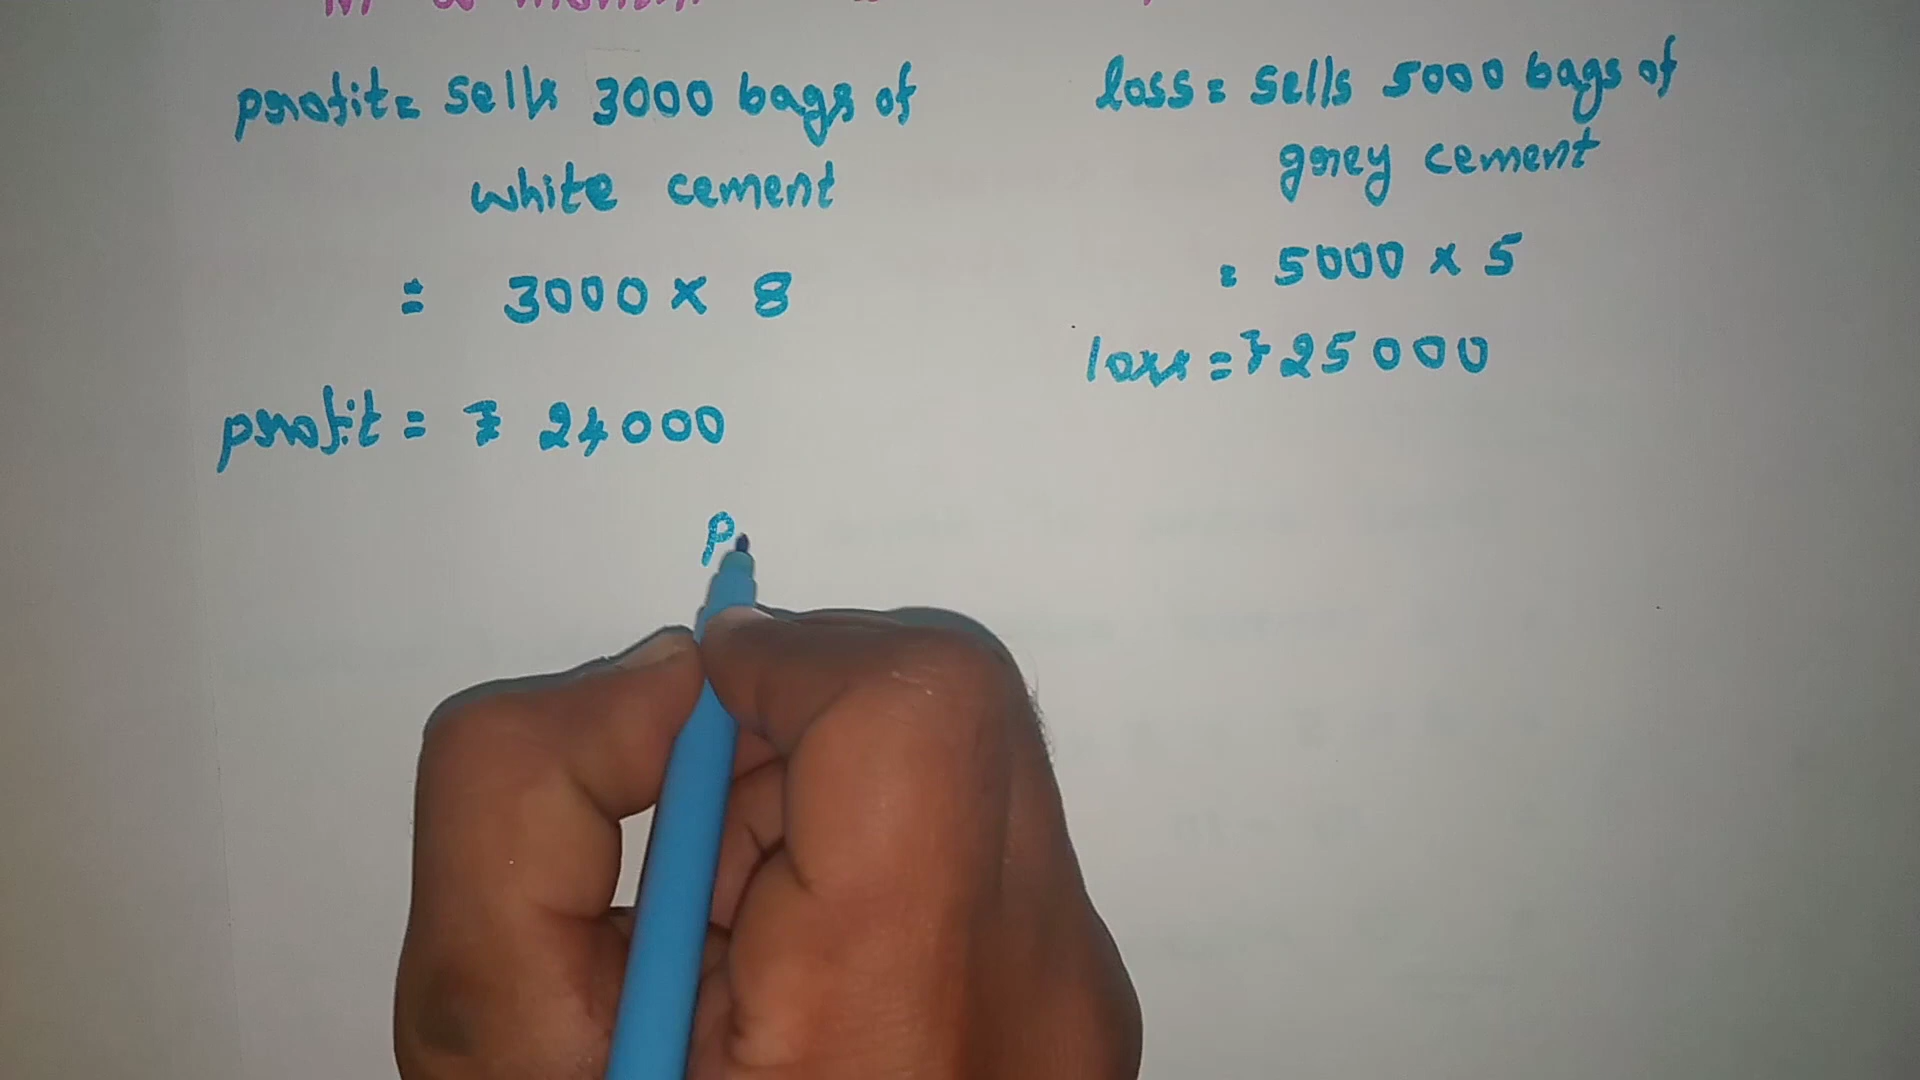 profit = sells 3000 bags of
white cement
= 3000 × 8
profit = ₹ 24000
loss = sells 5000 bags of
grey cement
= 5000 × 5
loss = ₹ 25000
P